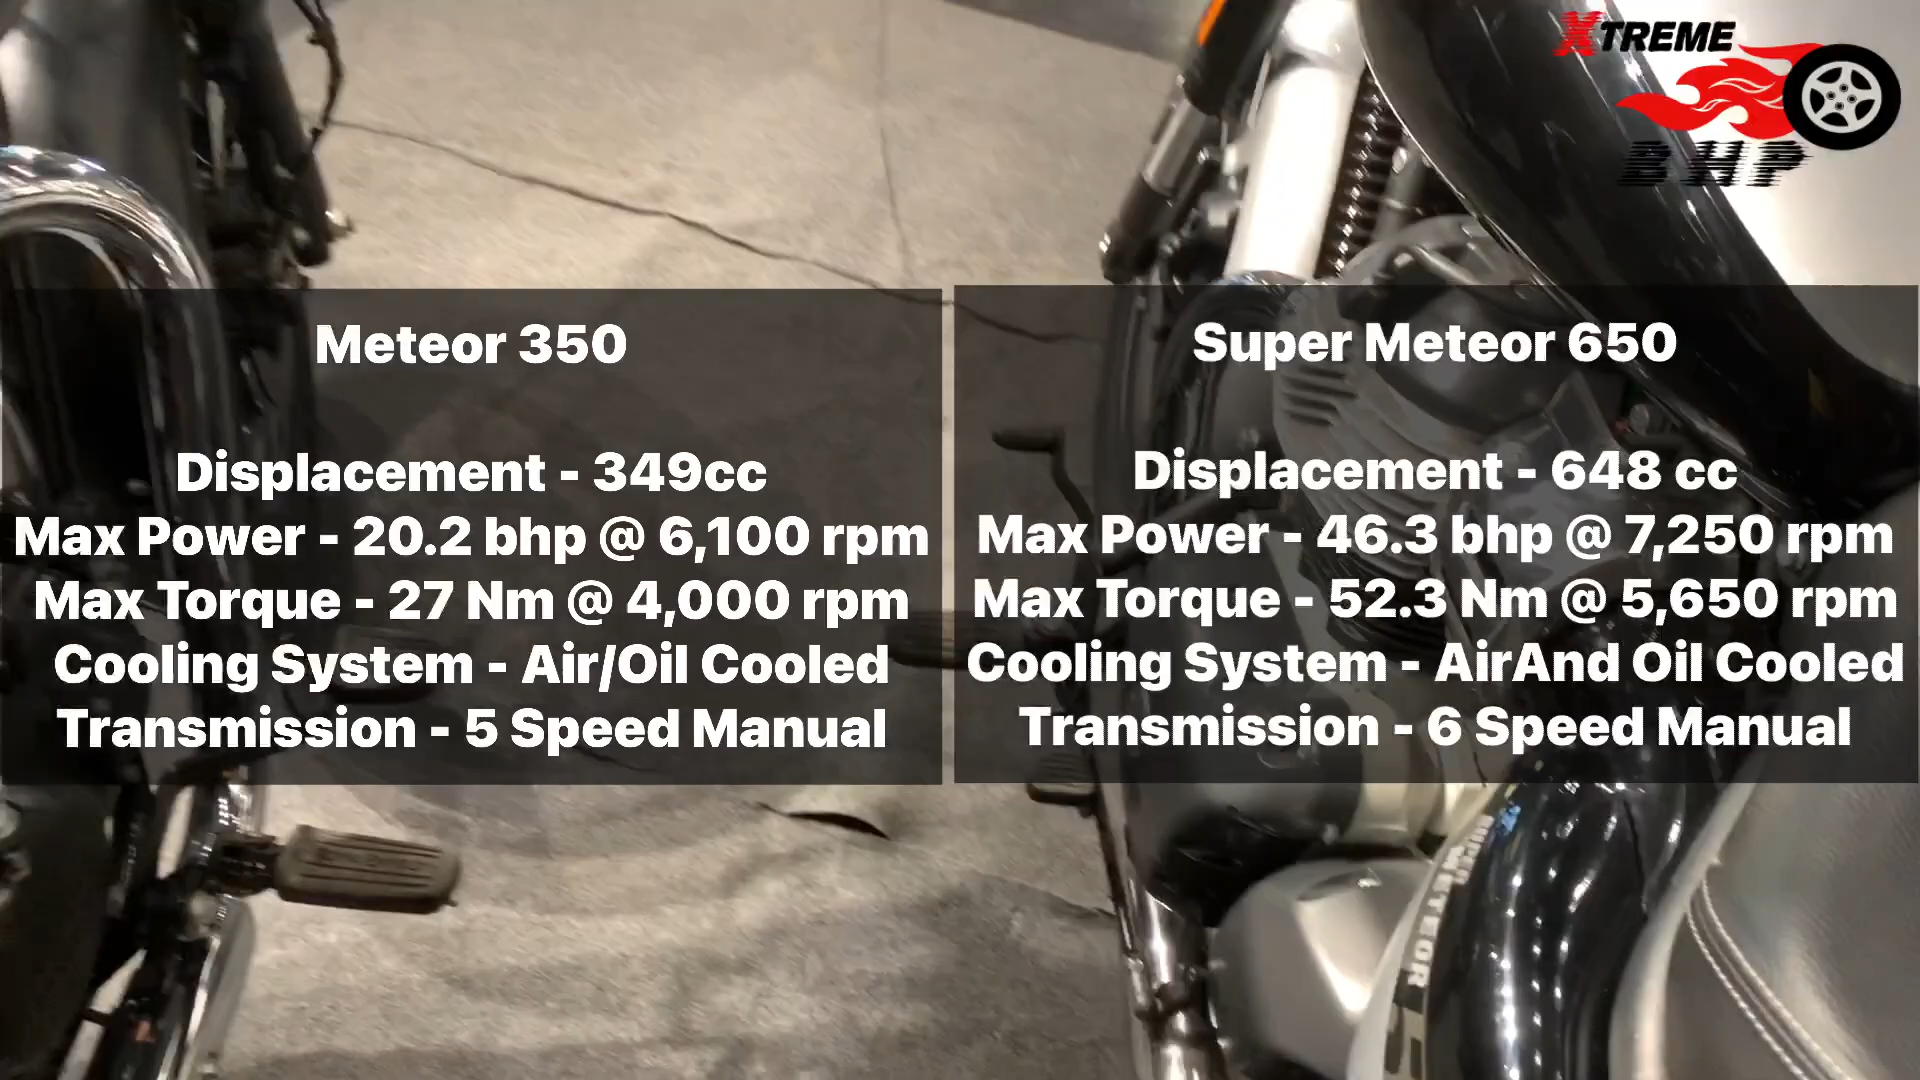 XTREME
BHP
Meteor 350
Displacement - 349cc
Max Power - 20.2 bhp @ 6,100 rpm
Max Torque - 27 Nm @ 4,000 rpm
Cooling System - Air/Oil Cooled
Transmission - 5 Speed Manual
Super Meteor 650
Displacement - 648 cc
Max Power - 46.3 bhp @ 7,250 rpm
Max Torque - 52.3 Nm @ 5,650 rpm
Cooling System - AirAnd Oil Cooled
Transmission - 6 Speed Manual
SUPER
METEOR